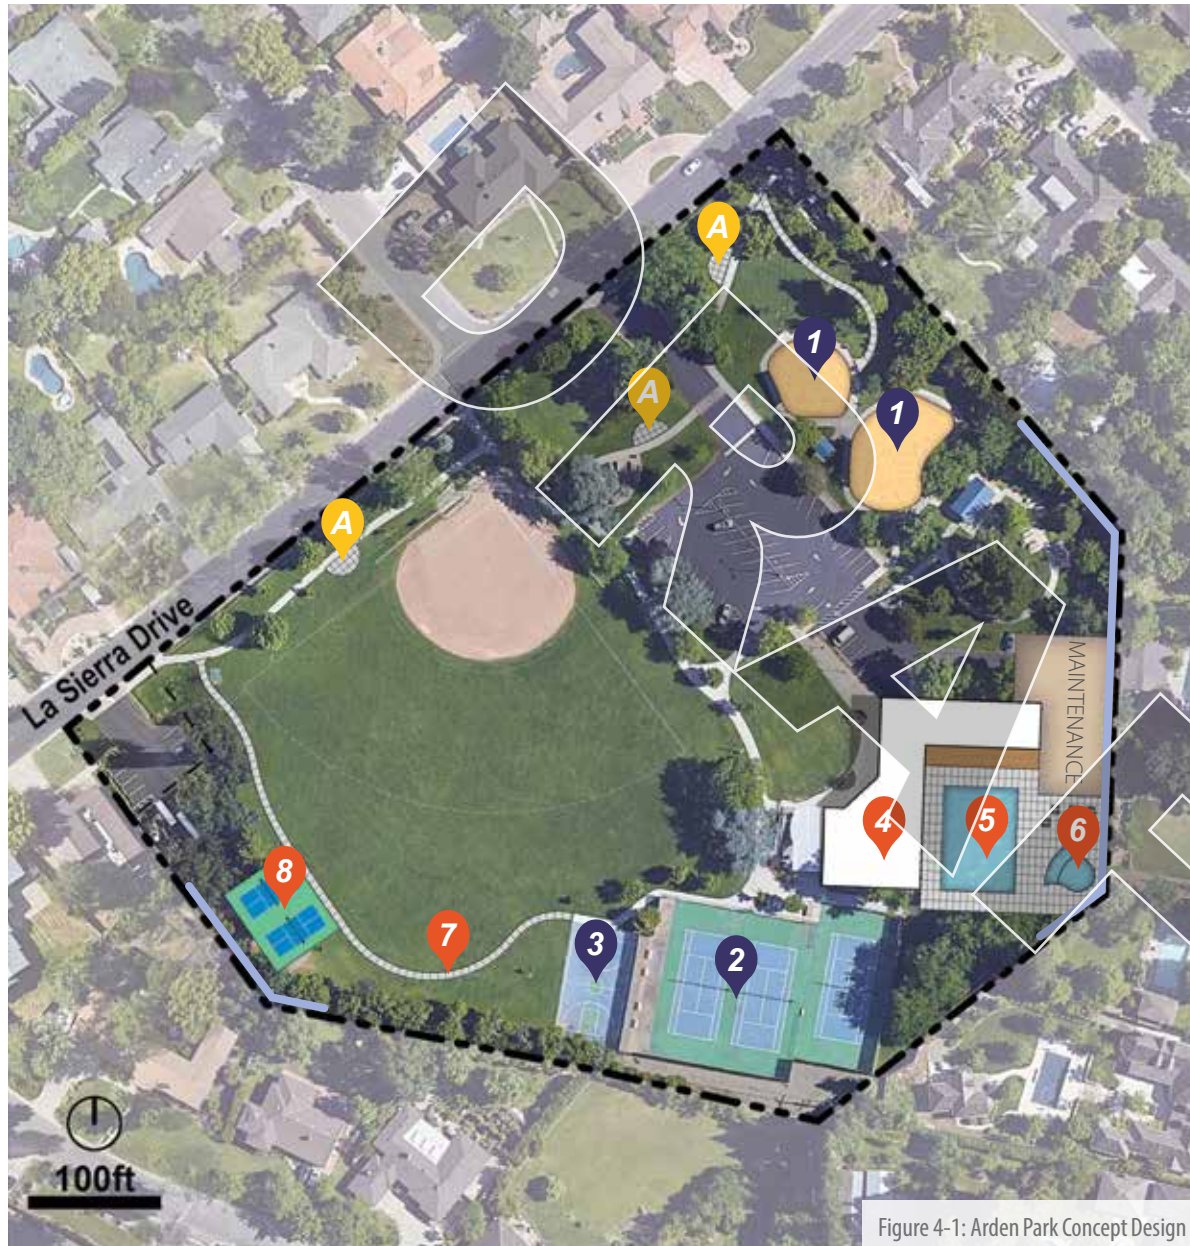 A
1
A
1
A
La Sierra Drive
MAINTENANCE
4
5
6
8
7
3
2
100ft
Figure 4-1: Arden Park Concept Design
DRAFT